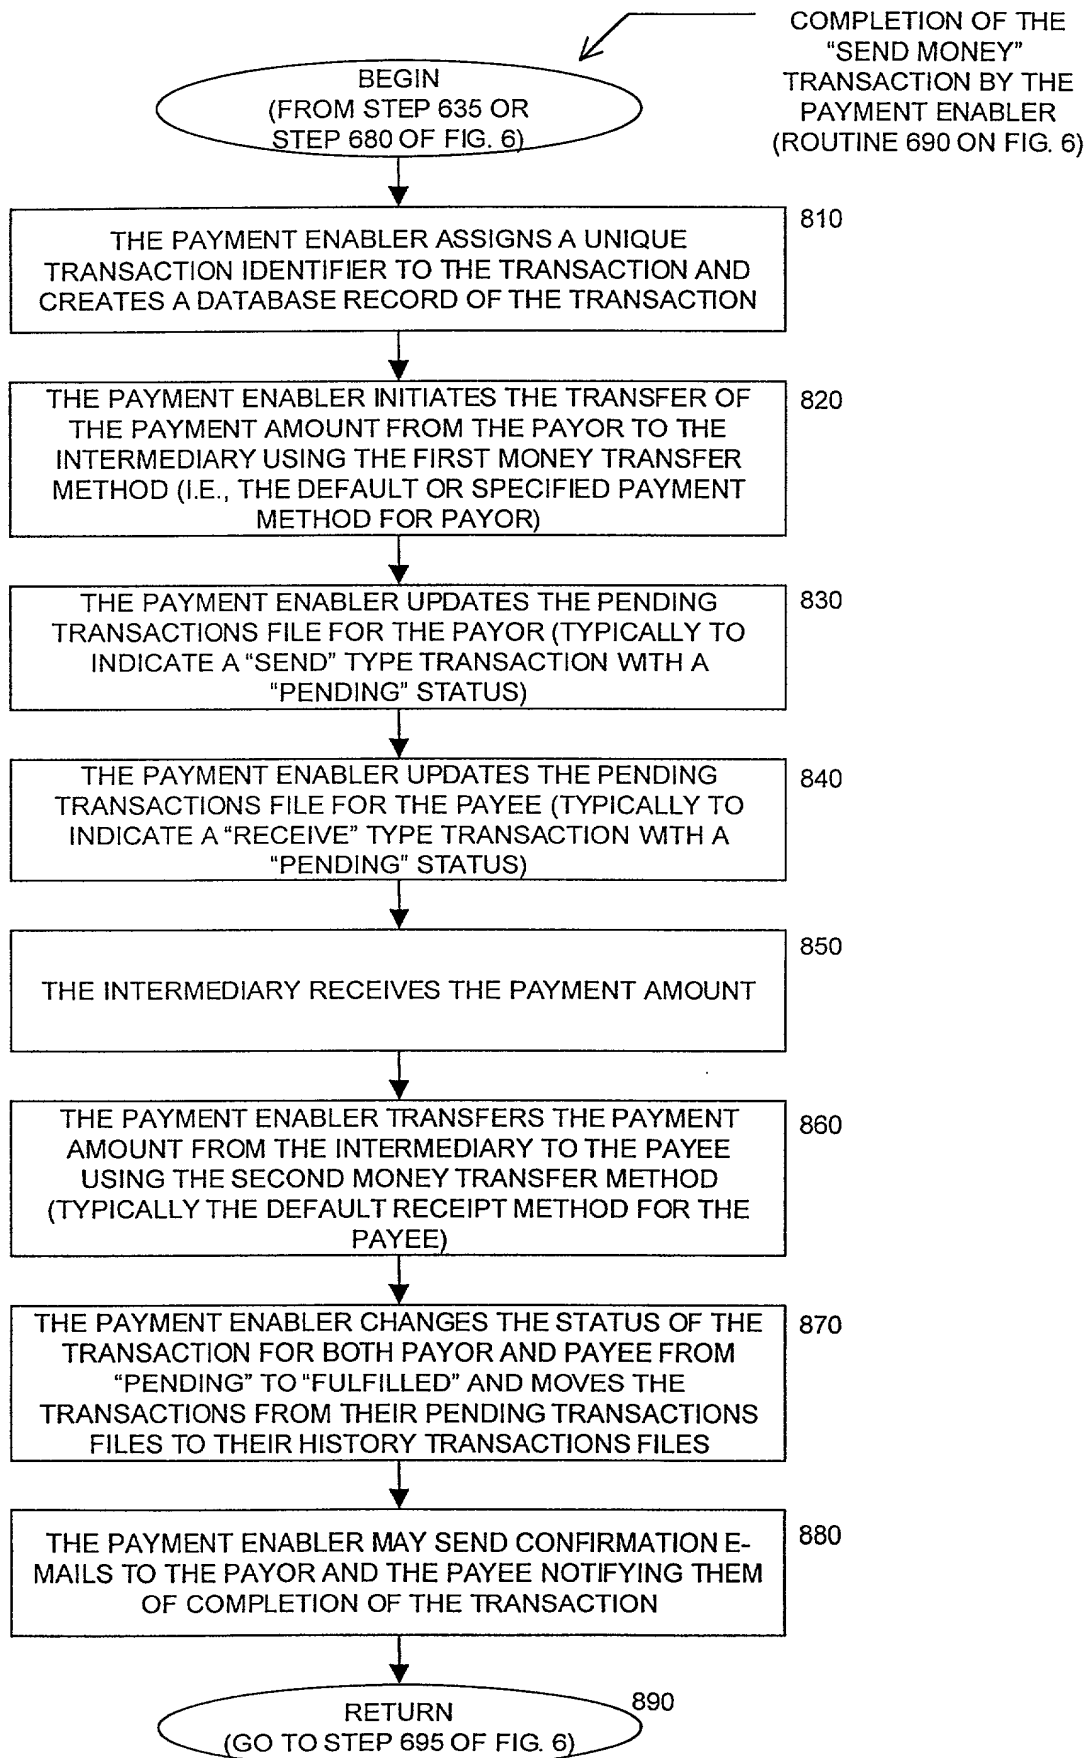 COMPLETION OF THE
“SEND MONEY”
TRANSACTION BY THE
PAYMENT ENABLER
(ROUTINE 690 ON FIG. 6)
BEGIN
(FROM STEP 635 OR
STEP 680 OF FIG. 6)
810
THE PAYMENT ENABLER ASSIGNS A UNIQUE
TRANSACTION IDENTIFIER TO THE TRANSACTION AND
CREATES A DATABASE RECORD OF THE TRANSACTION
820
THE PAYMENT ENABLER INITIATES THE TRANSFER OF
THE PAYMENT AMOUNT FROM THE PAYOR TO THE
INTERMEDIARY USING THE FIRST MONEY TRANSFER
METHOD (I.E., THE DEFAULT OR SPECIFIED PAYMENT
METHOD FOR PAYOR)
830
THE PAYMENT ENABLER UPDATES THE PENDING
TRANSACTIONS FILE FOR THE PAYOR (TYPICALLY TO
INDICATE A “SEND” TYPE TRANSACTION WITH A
“PENDING” STATUS)
840
THE PAYMENT ENABLER UPDATES THE PENDING
TRANSACTIONS FILE FOR THE PAYEE (TYPICALLY TO
INDICATE A “RECEIVE” TYPE TRANSACTION WITH A
“PENDING” STATUS)
850
THE INTERMEDIARY RECEIVES THE PAYMENT AMOUNT
860
THE PAYMENT ENABLER TRANSFERS THE PAYMENT
AMOUNT FROM THE INTERMEDIARY TO THE PAYEE
USING THE SECOND MONEY TRANSFER METHOD
(TYPICALLY THE DEFAULT RECEIPT METHOD FOR THE
PAYEE)
870
THE PAYMENT ENABLER CHANGES THE STATUS OF THE
TRANSACTION FOR BOTH PAYOR AND PAYEE FROM
“PENDING” TO “FULFILLED” AND MOVES THE
TRANSACTIONS FROM THEIR PENDING TRANSACTIONS
FILES TO THEIR HISTORY TRANSACTIONS FILES
880
THE PAYMENT ENABLER MAY SEND CONFIRMATION E-
MAILS TO THE PAYOR AND THE PAYEE NOTIFYING THEM
OF COMPLETION OF THE TRANSACTION
890
RETURN
(GO TO STEP 695 OF FIG. 6)